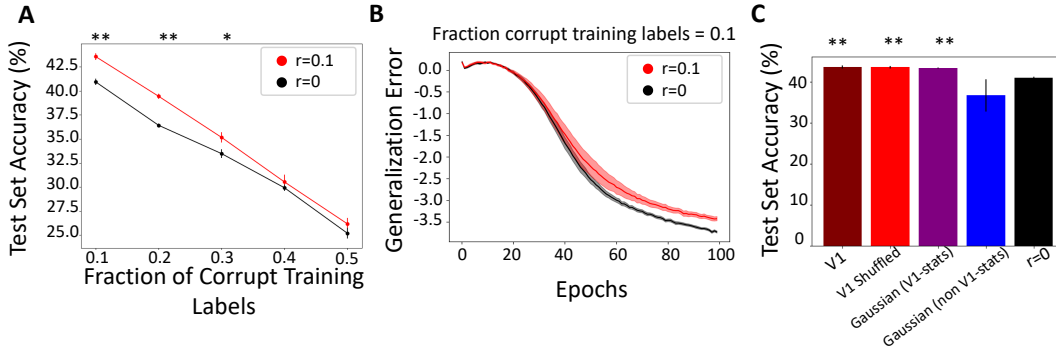 A
**
**
*
r=0.1
r=0
Test Set Accuracy (%)
42.5
40.0
37.5
35.0
32.5
30.0
27.5
25.0
0.1
0.2
0.3
0.4
0.5
Fraction of Corrupt Training
Labels
B
Fraction corrupt training labels = 0.1
r=0.1
r=0
Generalization Error
0.0
-0.5
-1.0
-1.5
-2.0
-2.5
-3.0
-3.5
0
20
40
60
80
100
Epochs
C
**
**
**
Test Set Accuracy (%)
40
30
20
10
0
V1
V1 Shuffled
Gaussian (V1-stats)
Gaussian (non V1-stats)
r=0